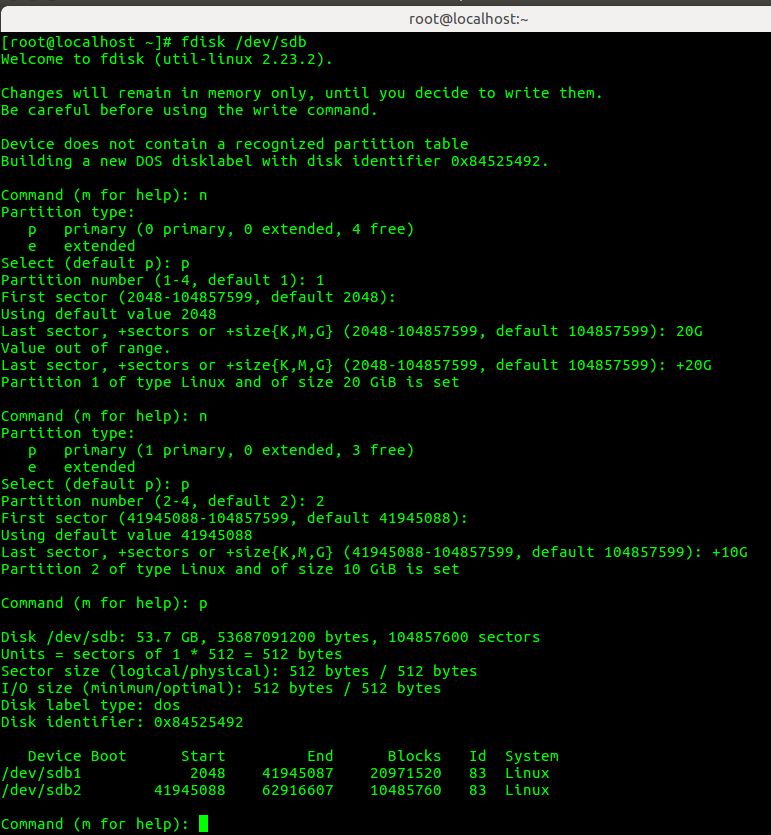 root@localhost:~
[root@localhost ~]# fdisk /dev/sdb
Welcome to fdisk (util-linux 2.23.2).

Changes will remain in memory only, until you decide to write them.
Be careful before using the write command.

Device does not contain a recognized partition table
Building a new DOS disklabel with disk identifier 0x84525492.

Command (m for help): n
Partition type:
   p   primary (0 primary, 0 extended, 4 free)
   e   extended
Select (default p): p
Partition number (1-4, default 1): 1
First sector (2048-104857599, default 2048):
Using default value 2048
Last sector, +sectors or +size{K,M,G} (2048-104857599, default 104857599): 20G
Value out of range.
Last sector, +sectors or +size{K,M,G} (2048-104857599, default 104857599): +20G
Partition 1 of type Linux and of size 20 GiB is set

Command (m for help): n
Partition type:
   p   primary (1 primary, 0 extended, 3 free)
   e   extended
Select (default p): p
Partition number (2-4, default 2): 2
First sector (41945088-104857599, default 41945088):
Using default value 41945088
Last sector, +sectors or +size{K,M,G} (41945088-104857599, default 104857599): +10G
Partition 2 of type Linux and of size 10 GiB is set

Command (m for help): p

Disk /dev/sdb: 53.7 GB, 53687091200 bytes, 104857600 sectors
Units = sectors of 1 * 512 = 512 bytes
Sector size (logical/physical): 512 bytes / 512 bytes
I/O size (minimum/optimal): 512 bytes / 512 bytes
Disk label type: dos
Disk identifier: 0x84525492

   Device Boot      Start         End      Blocks   Id  System
/dev/sdb1            2048    41945087    20971520   83  Linux
/dev/sdb2        41945088    62916607    10485760   83  Linux

Command (m for help):